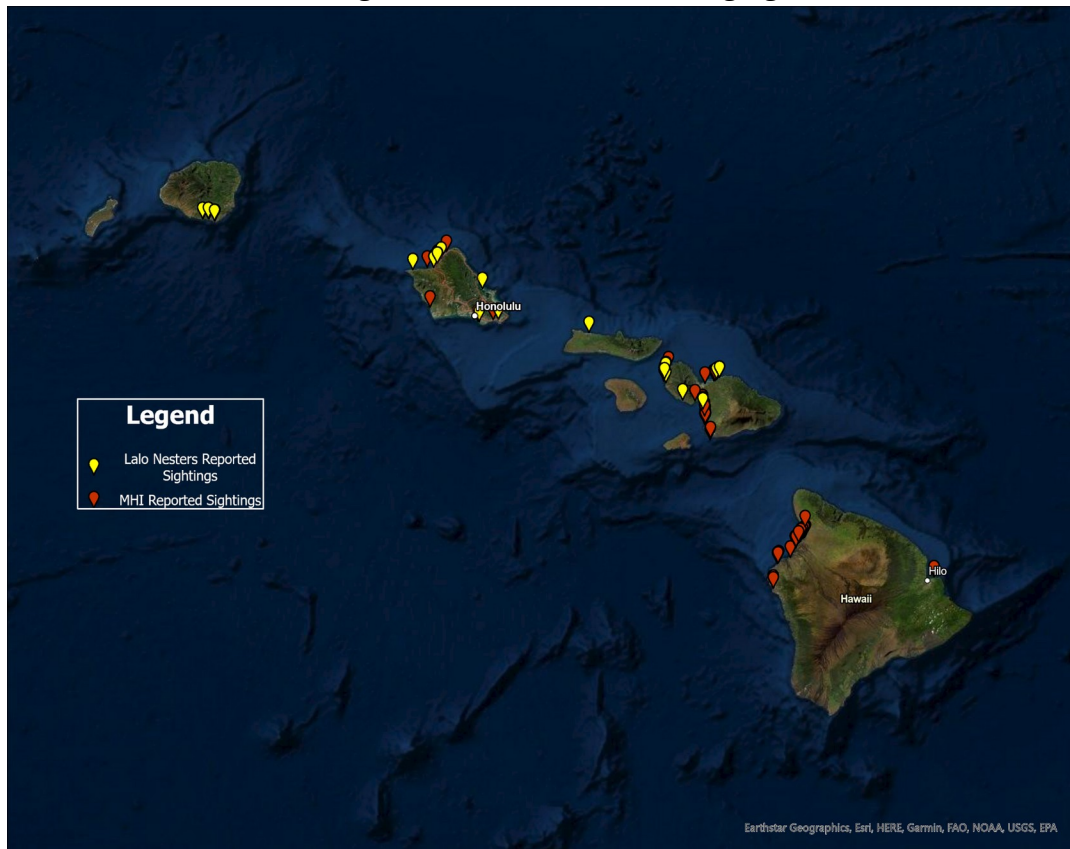 Honolulu
Legend
Lalo Nesters Reported
Sightings
MHI Reported Sightings
Hilo
Hawaii
Earthstar Geographics, Esri, HERE, Garmin, FAO, NOAA, USGS, EPA